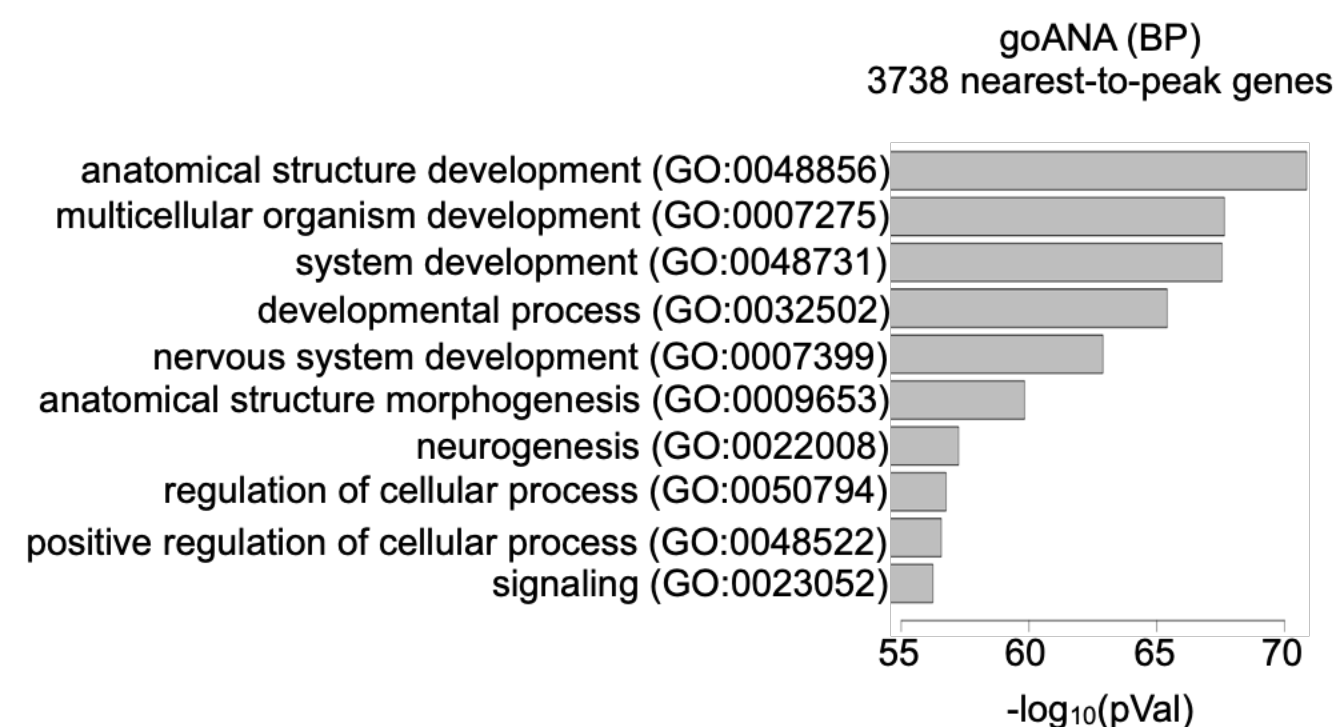 goANA (BP)
3738 nearest-to-peak genes
anatomical structure development (GO:0048856)
multicellular organism development (GO:0007275)
system development (GO:0048731)
developmental process (GO:0032502)
nervous system development (GO:0007399)
anatomical structure morphogenesis (GO:0009653)
neurogenesis (GO:0022008)
regulation of cellular process (GO:0050794)
positive regulation of cellular process (GO:0048522)
signaling (GO:0023052)
55 60 65 70
-log₁₀(pVal)